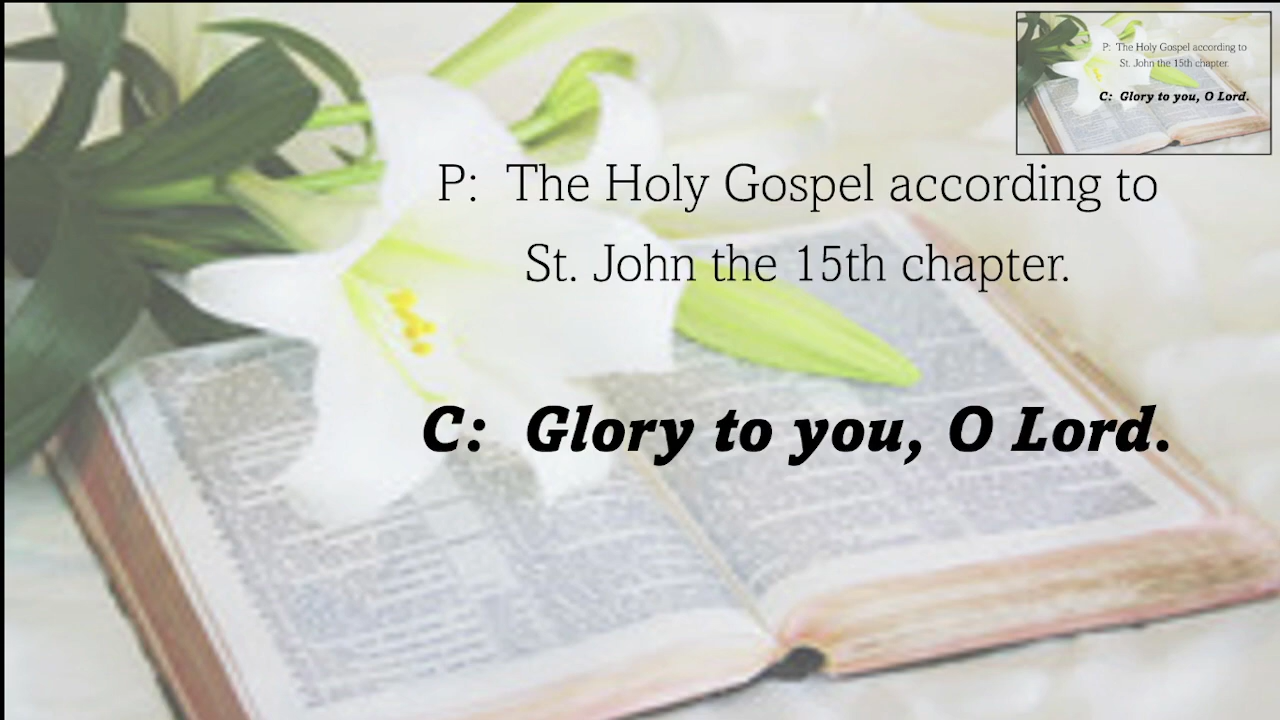 P: The Holy Gospel according to
St. John the 15th chapter.
C: Glory to you, O Lord.
P: The Holy Gospel according to
St. John the 15th chapter.
C: Glory to you, O Lord.